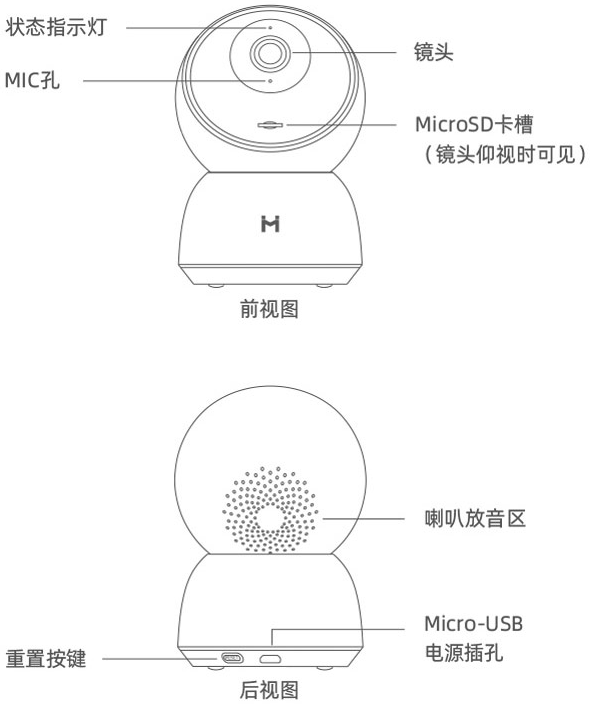 状态指示灯
镜头
MIC孔
MicroSD卡槽
（镜头仰视时可见）
前视图
喇叭放音区
Micro-USB
电源插孔
重置按键
后视图